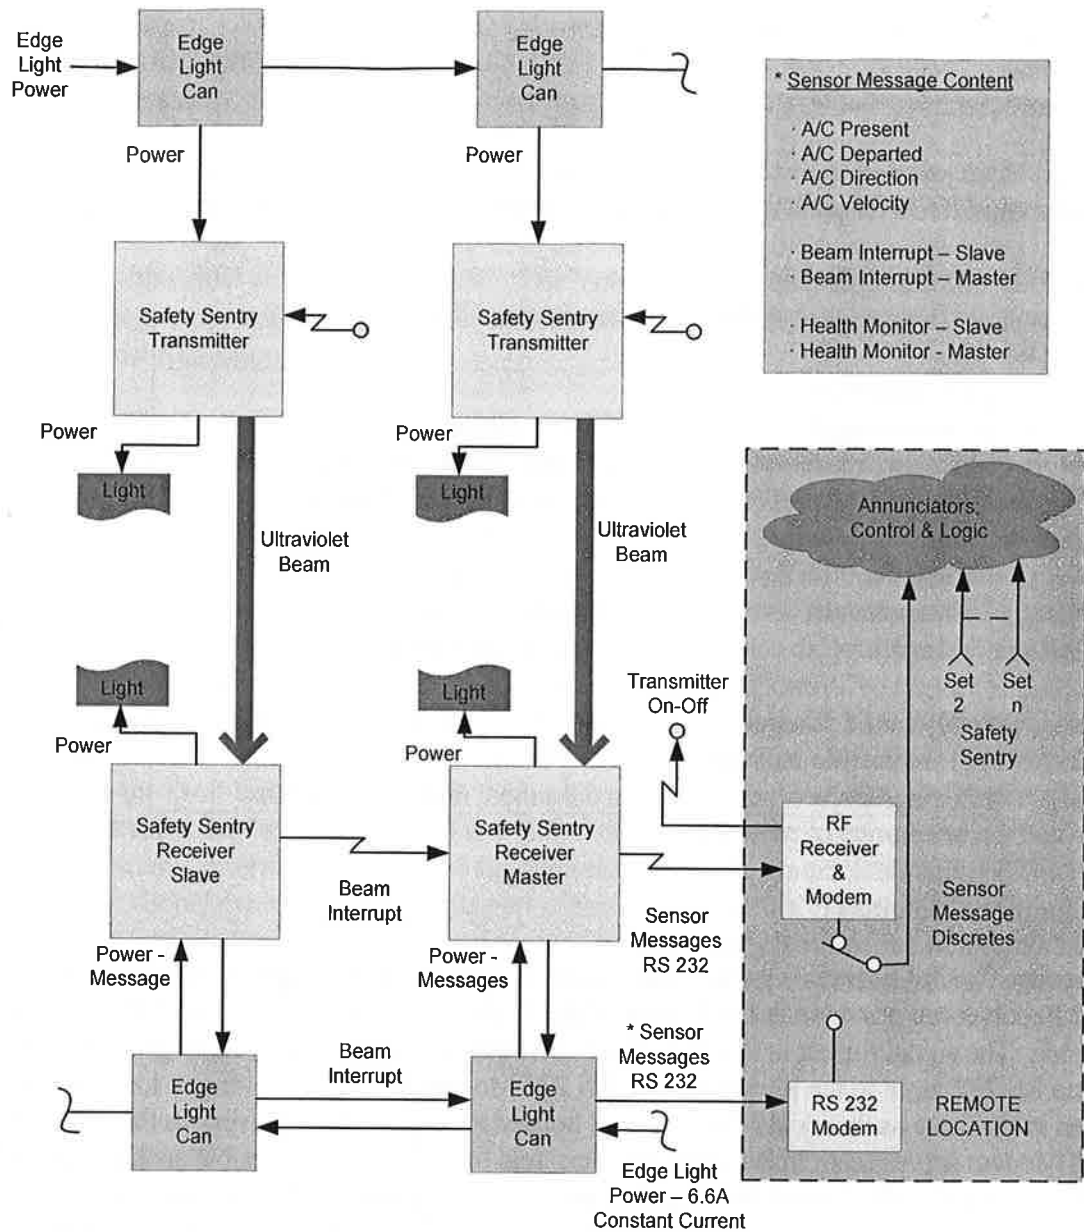 Edge
Light
Power
Edge
Light
Can
Edge
Light
Can
* Sensor Message Content
· A/C Present
· A/C Departed
· A/C Direction
· A/C Velocity
· Beam Interrupt – Slave
· Beam Interrupt – Master
· Health Monitor – Slave
· Health Monitor - Master
Power
Power
Safety Sentry
Transmitter
Safety Sentry
Transmitter
Power
Light
Power
Light
Ultraviolet
Beam
Annunciators,
Control & Logic
Light
Power
Light
Power
Transmitter
On-Off
Set
2
Set
n
Safety
Sentry
Safety Sentry
Receiver
Slave
Beam
Interrupt
Safety Sentry
Receiver
Master
RF
Receiver
&
Modem
Sensor
Messages
RS 232
Sensor
Message
Discretes
Power -
Message
Power -
Messages
Edge
Light
Can
Beam
Interrupt
Edge
Light
Can
* Sensor
Messages
RS 232
RS 232
Modem
REMOTE
LOCATION
Edge Light
Power – 6.6A
Constant Current